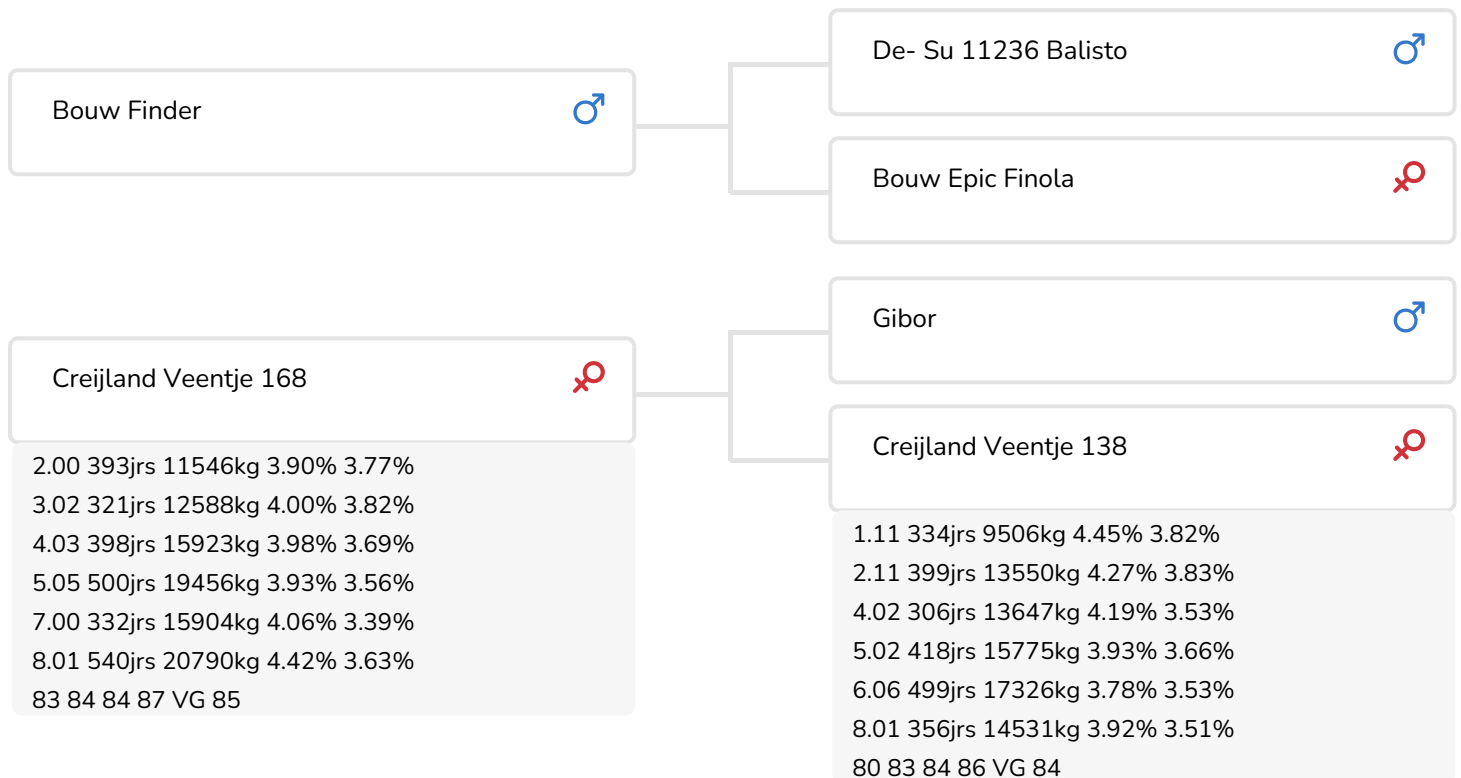 Bouw Finder
De- Su 11236 Balisto
Bouw Epic Finola
Creijland Veentje 168
2.00 393jrs 11546kg 3.90% 3.77%
3.02 321jrs 12588kg 4.00% 3.82%
4.03 398jrs 15923kg 3.98% 3.69%
5.05 500jrs 19456kg 3.93% 3.56%
7.00 332jrs 15904kg 4.06% 3.39%
8.01 540jrs 20790kg 4.42% 3.63%
83 84 84 87 VG 85
Gibor
Creijland Veentje 138
1.11 334jrs 9506kg 4.45% 3.82%
2.11 399jrs 13550kg 4.27% 3.83%
4.02 306jrs 13647kg 4.19% 3.53%
5.02 418jrs 15775kg 3.93% 3.66%
6.06 499jrs 17326kg 3.78% 3.53%
8.01 356jrs 14531kg 3.92% 3.51%
80 83 84 86 VG 84